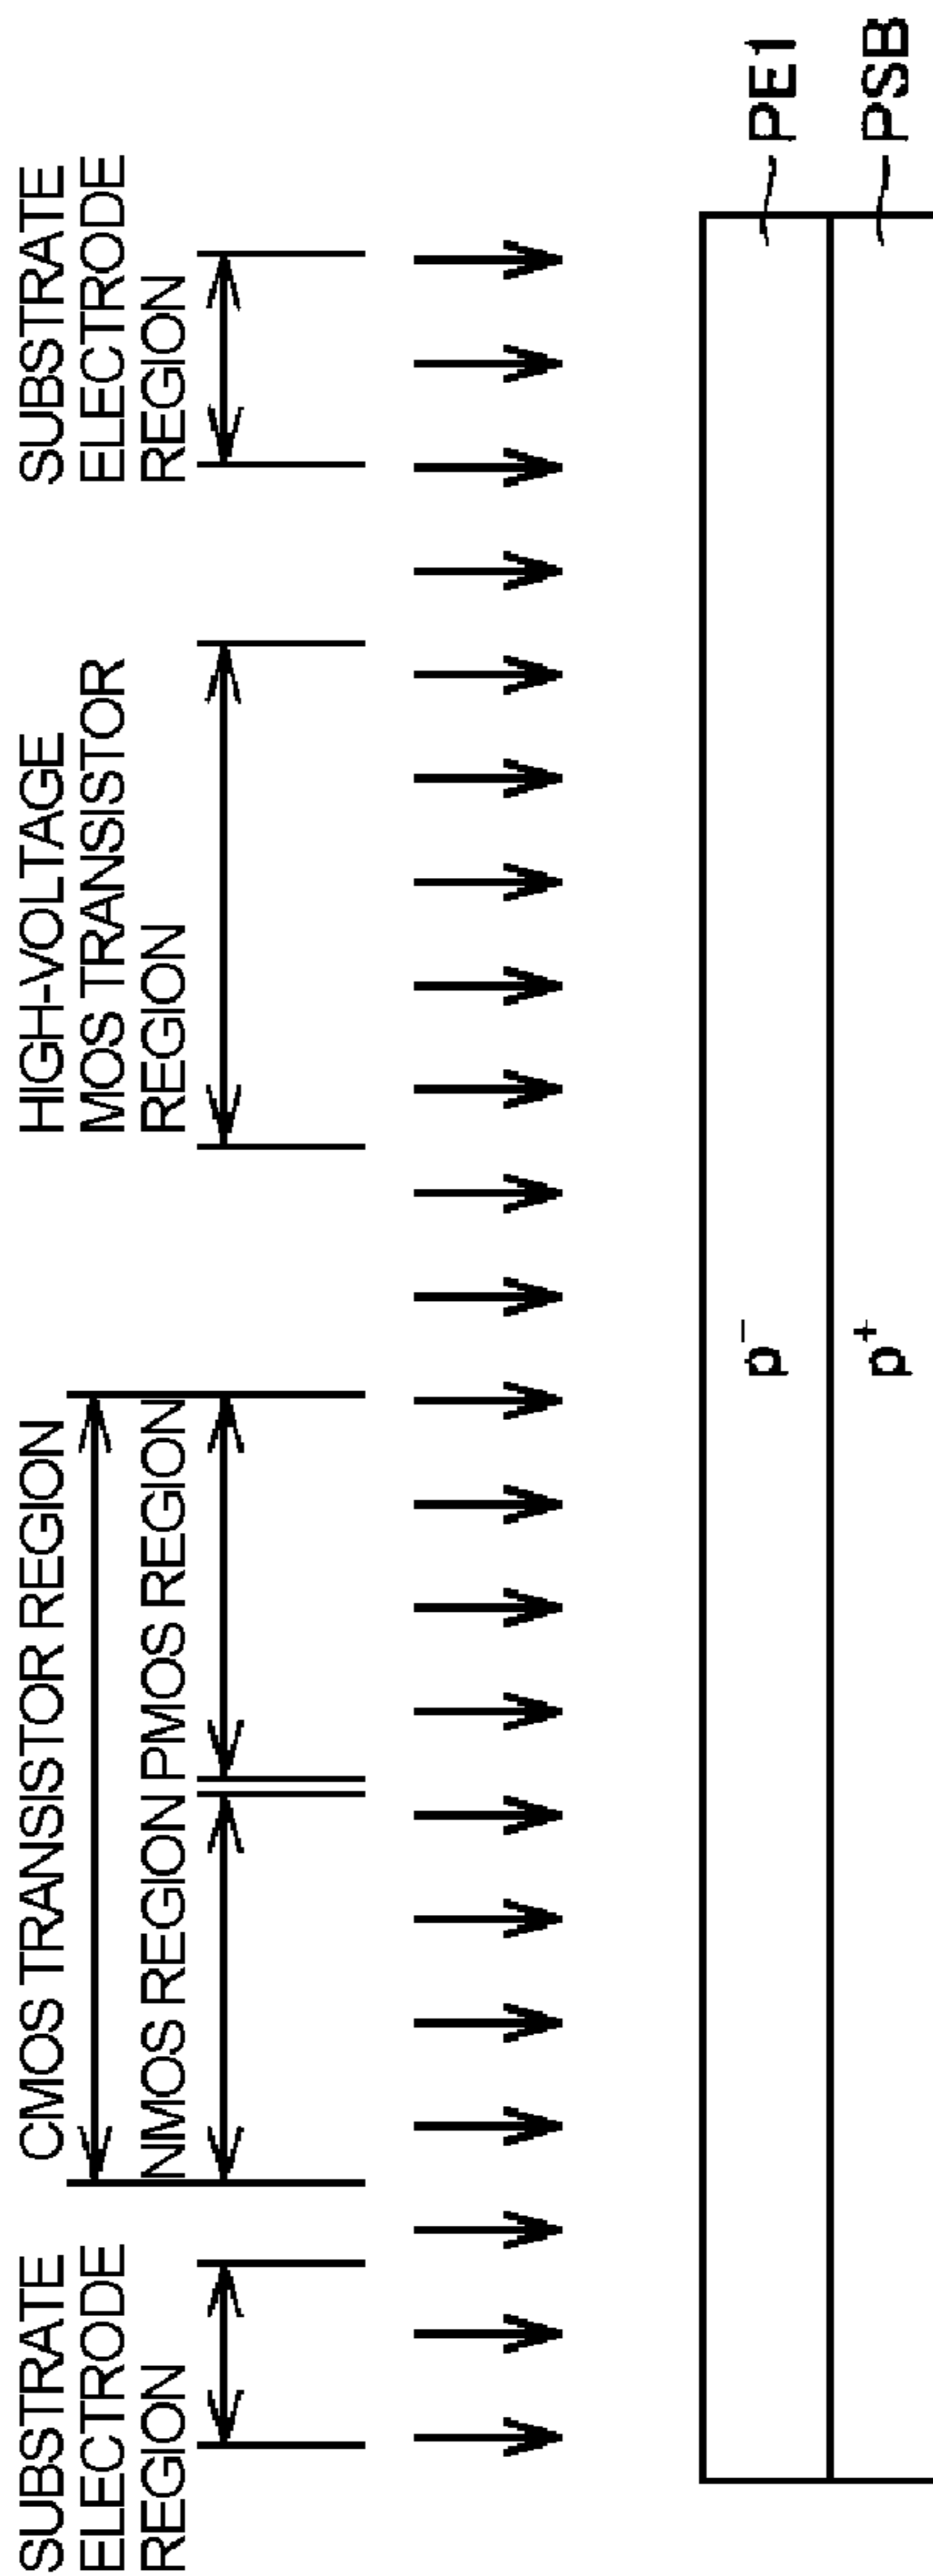 SUBSTRATE
ELECTRODE
REGION
CMOS TRANSISTOR REGION
NMOS REGION
PMOS REGION
HIGH-VOLTAGE
MOS TRANSISTOR
REGION
SUBSTRATE
ELECTRODE
REGION
p⁻
PE1
p⁺
PSB